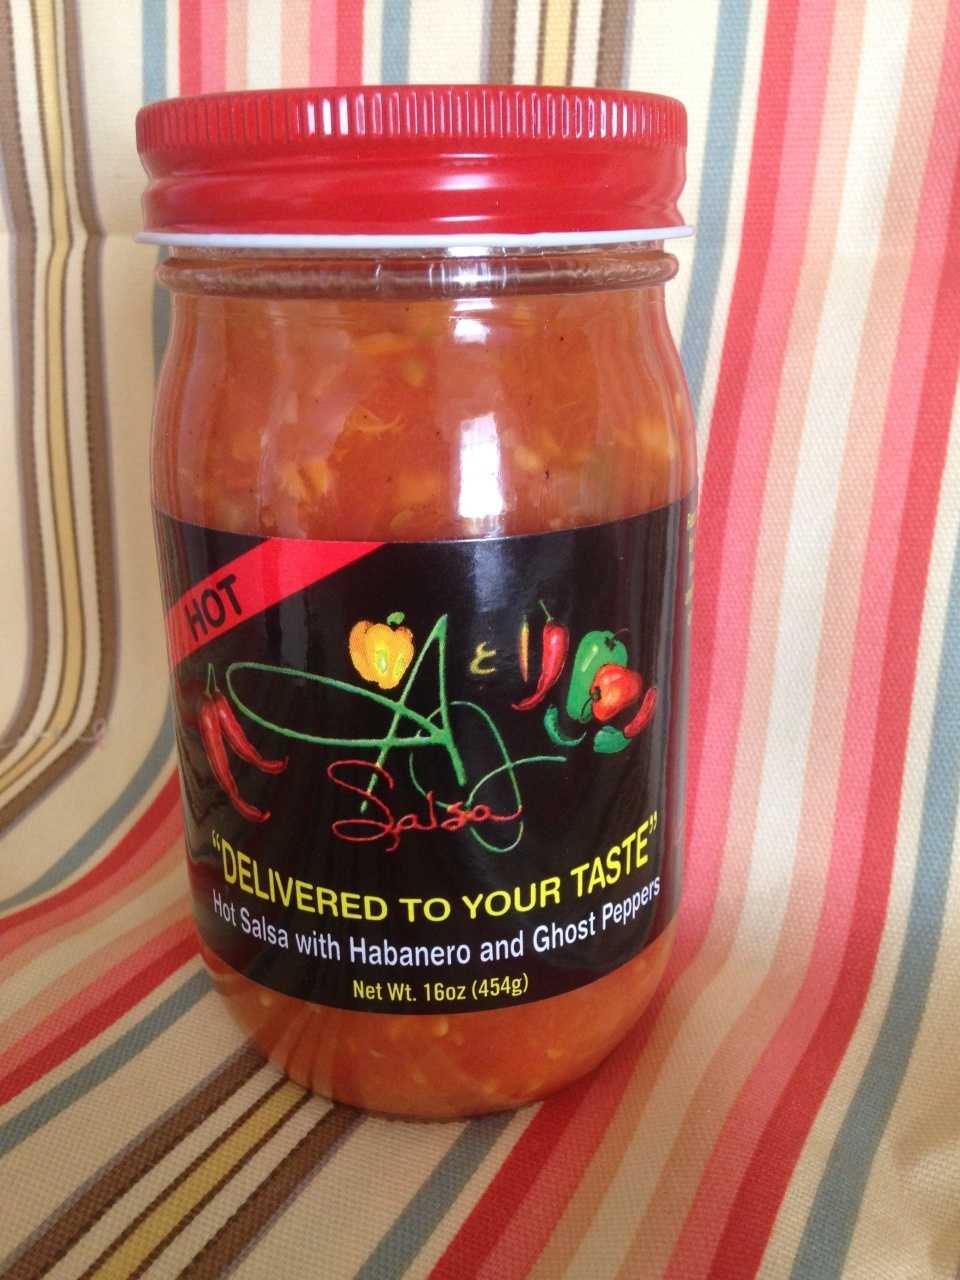 HOT
Salsa
“DELIVERED TO YOUR TASTE”
Hot Salsa with Habanero and Ghost Peppers
Net Wt. 16oz (454g)